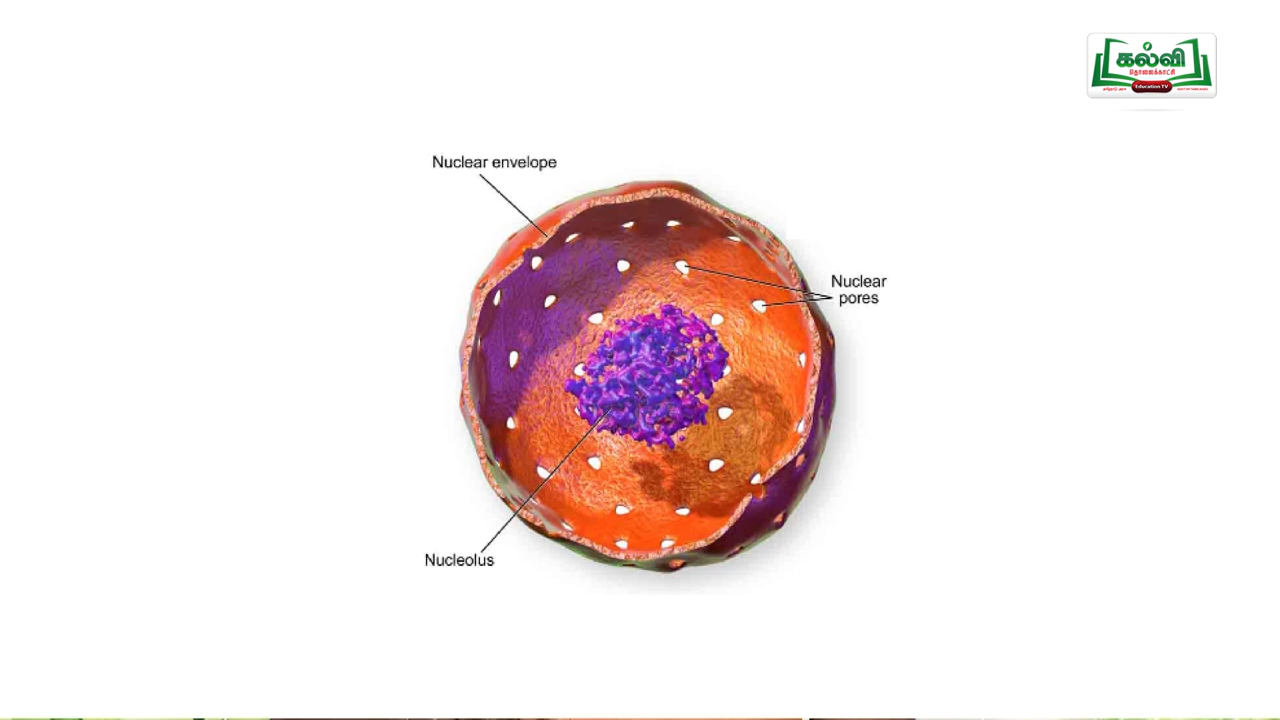 கல்வி
தொலைக்காட்சி
Education TV
Nuclear envelope
Nuclear
pores
Nucleolus